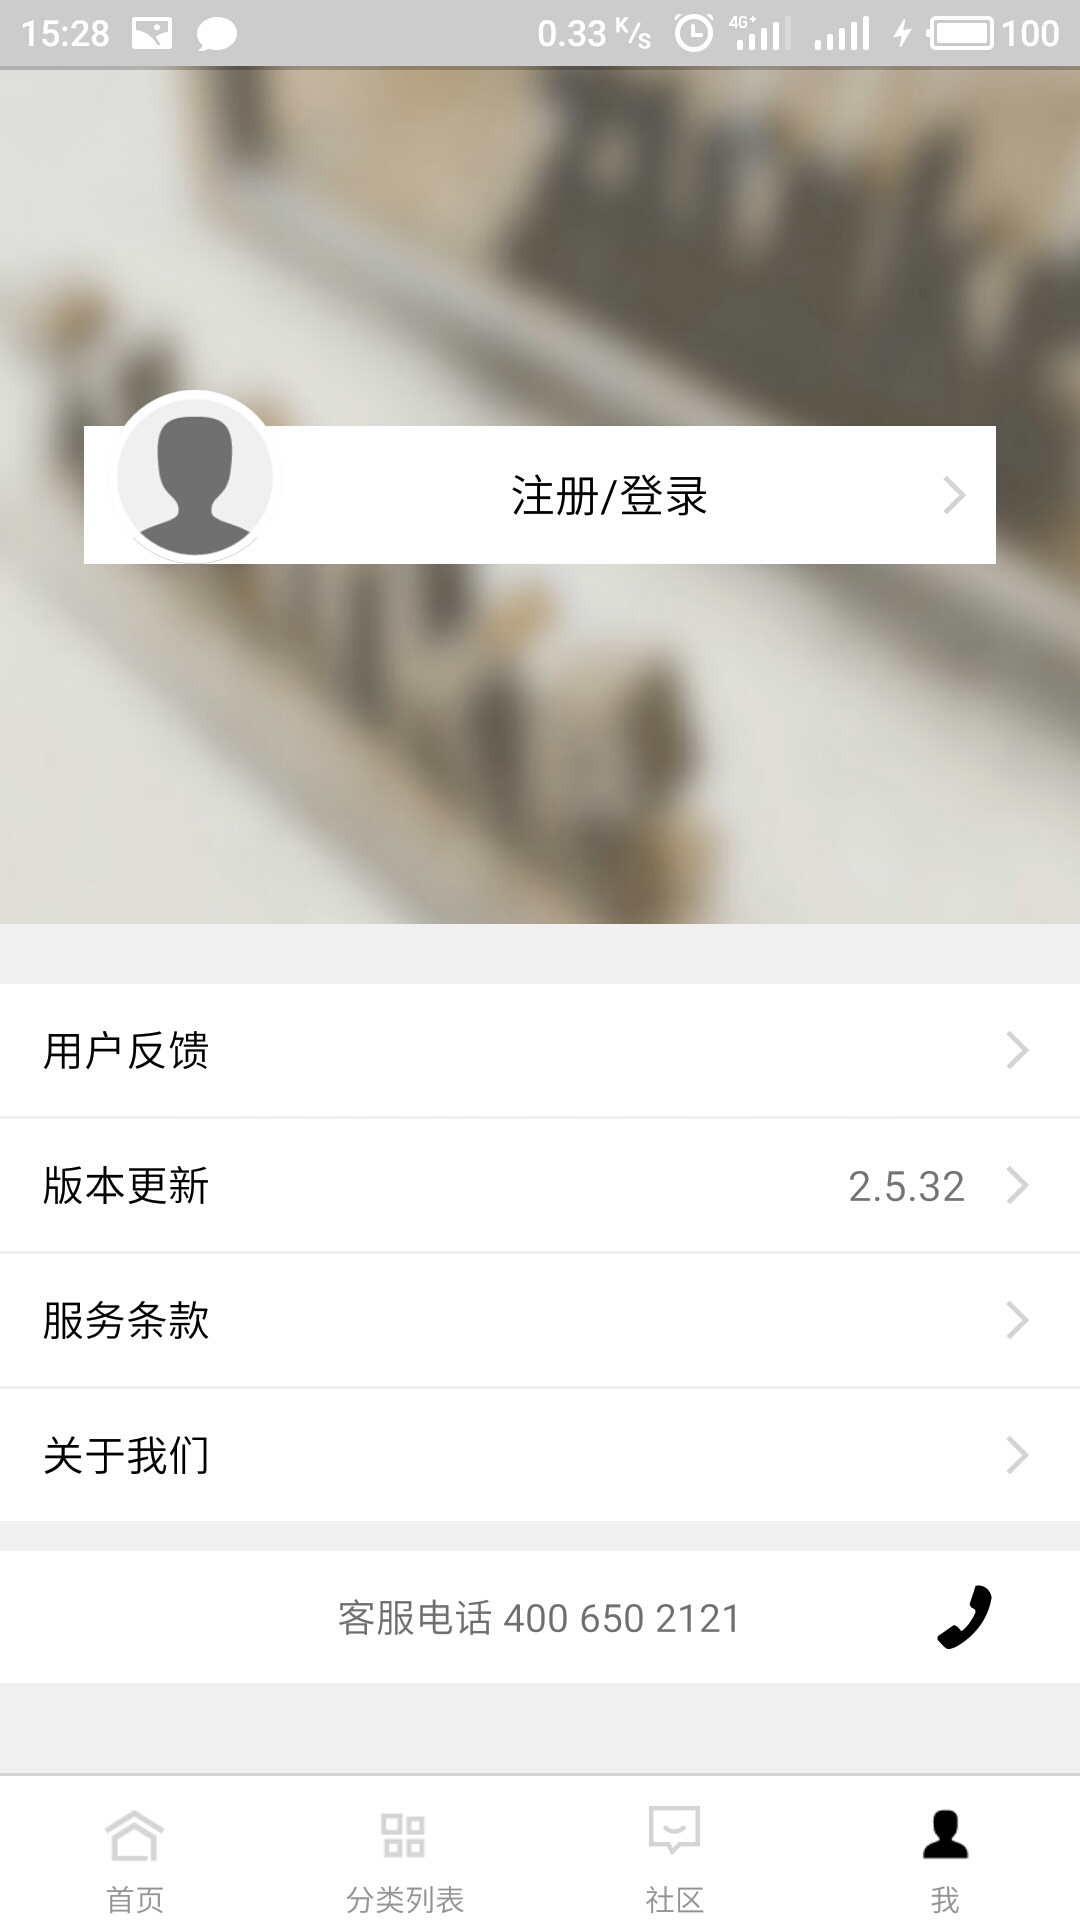 15:28 0.33 K/S 4G+ 100
注册/登录
用户反馈
版本更新 2.5.32
服务条款
关于我们
客服电话 400 650 2121
首页 分类列表 社区 我